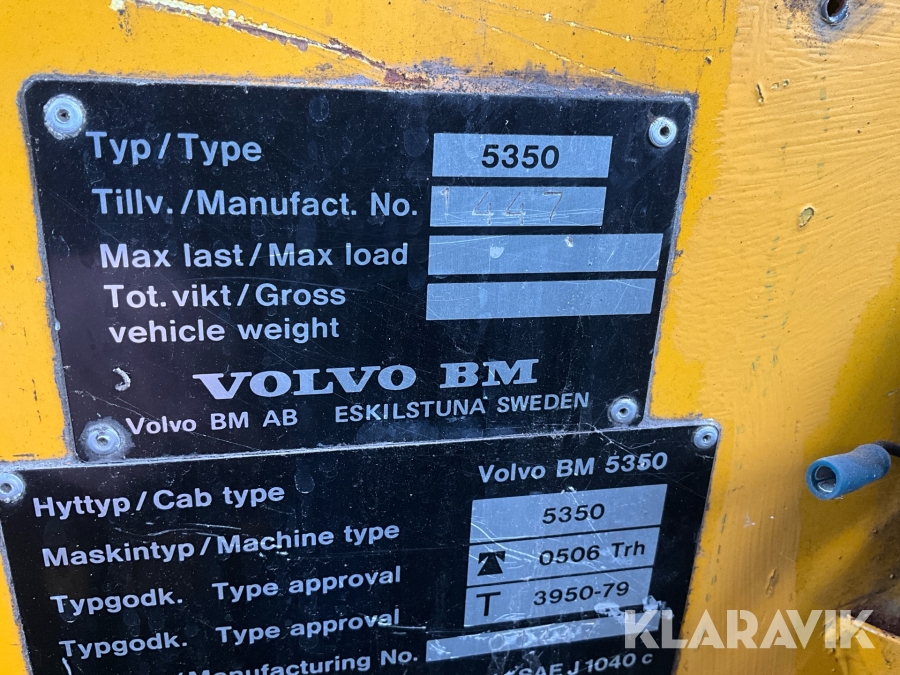 Typ/Type 5350
Tillv./Manufact. No. 1447
Max last/Max load
Tot. vikt/Gross
vehicle weight
VOLVO BM
Volvo BM AB ESKILSTUNA SWEDEN
Volvo BM 5350
Hyttyp/Cab type 5350
Maskintyp/Machine type 0506 Trh
Typgodk. Type approval T 3950-79
Typgodk. Type approval
/Manufacturing No. SAE J1040 c
KLARAVIK